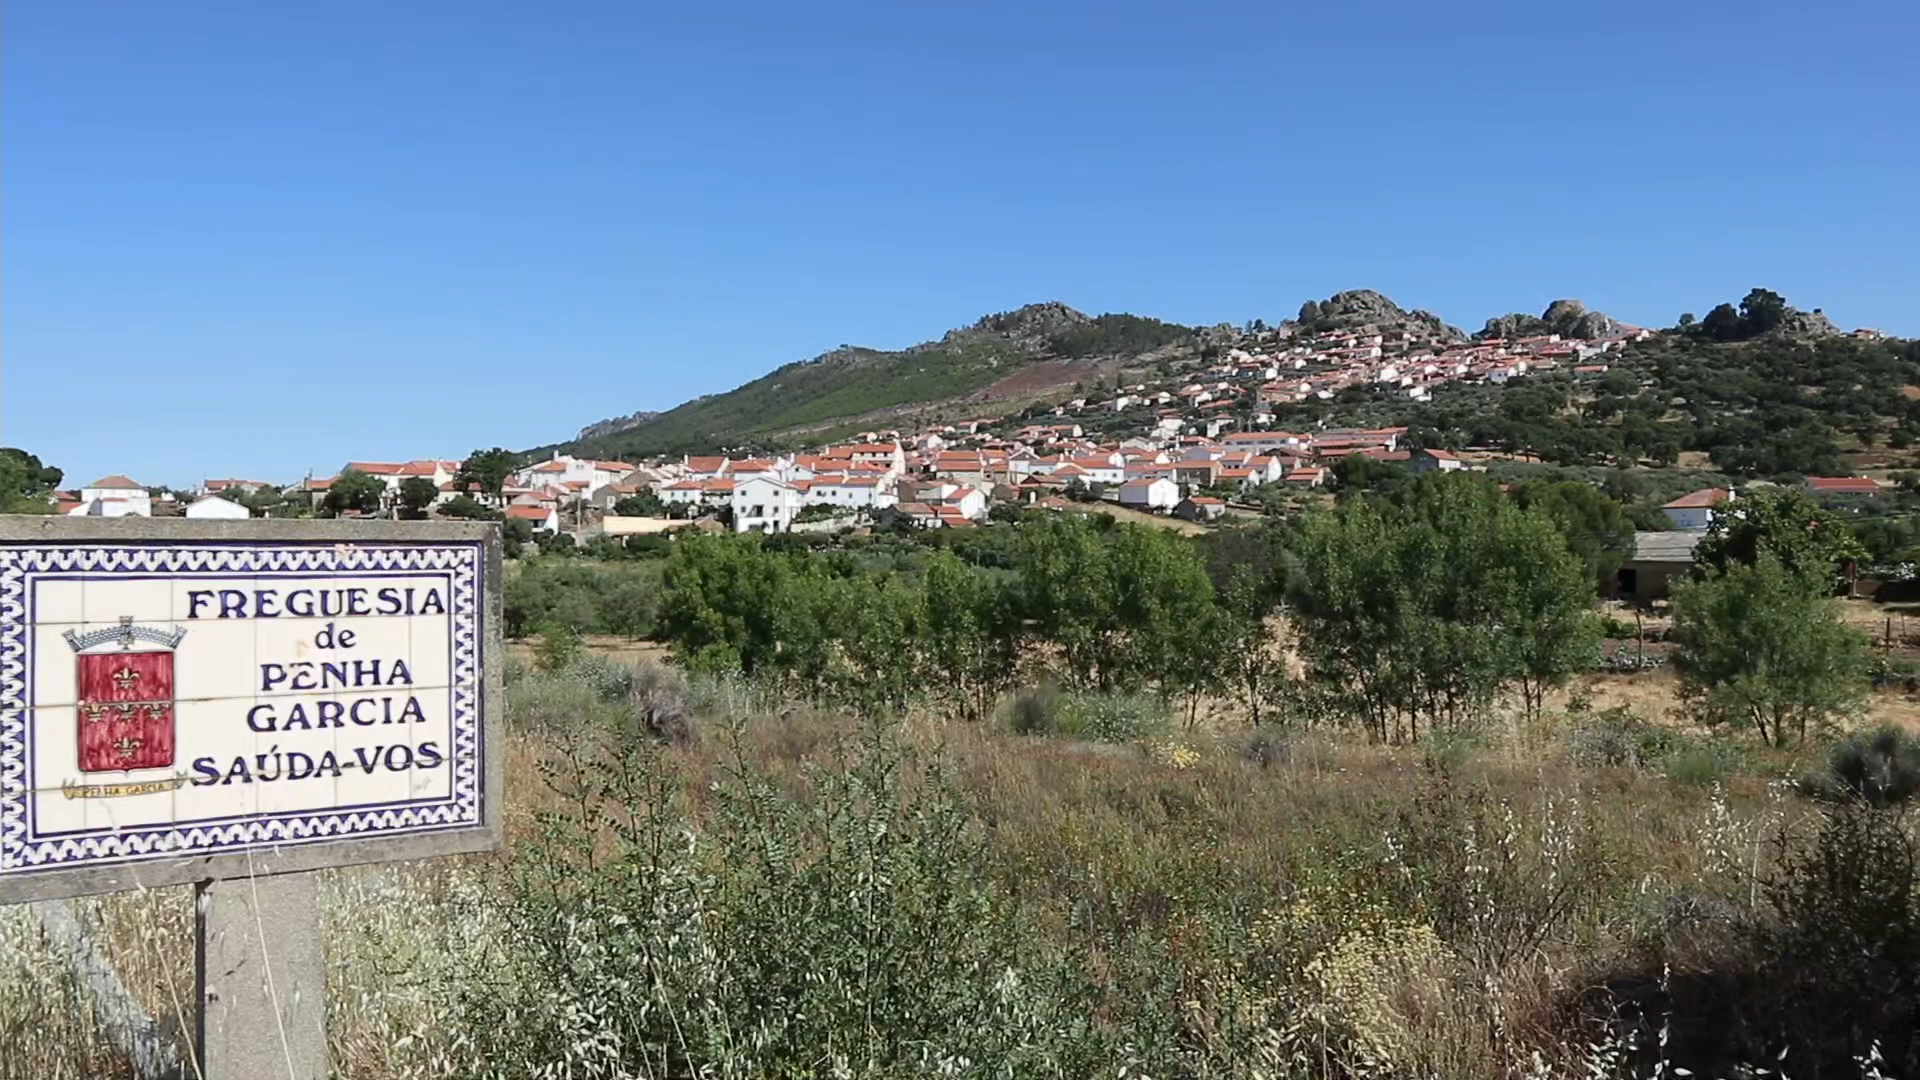 FREGUESIA
de
PENHA
GARCIA
SAÚDA-VOS
PENHA GARCIA